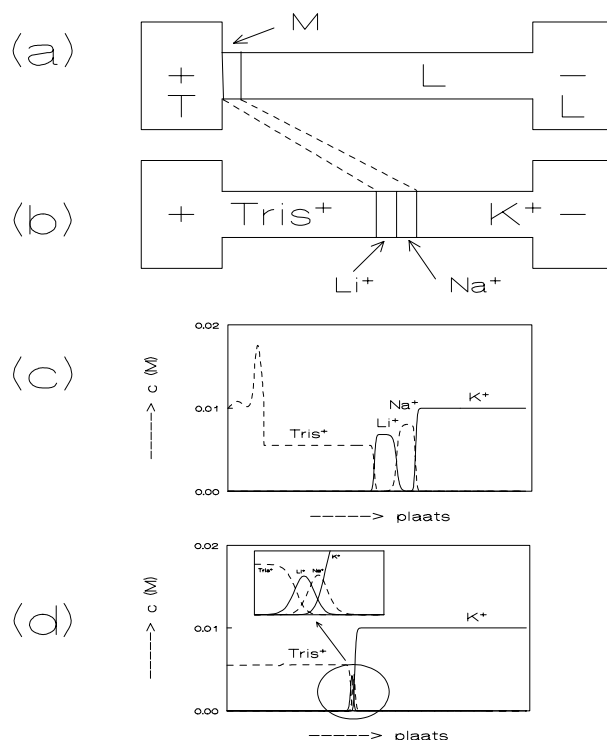 (a)
M
+
T
L
−
L
(b)
+
Tris+
K+
−
Li+
Na+
(c)
0.02
-----> c (M)
0.01
0.00
Tris+
Li+
Na+
K+
-----> plaats
(d)
0.02
-----> c (M)
0.01
0.00
Tris+
Li+
Na+
K+
Tris+
K+
-----> plaats